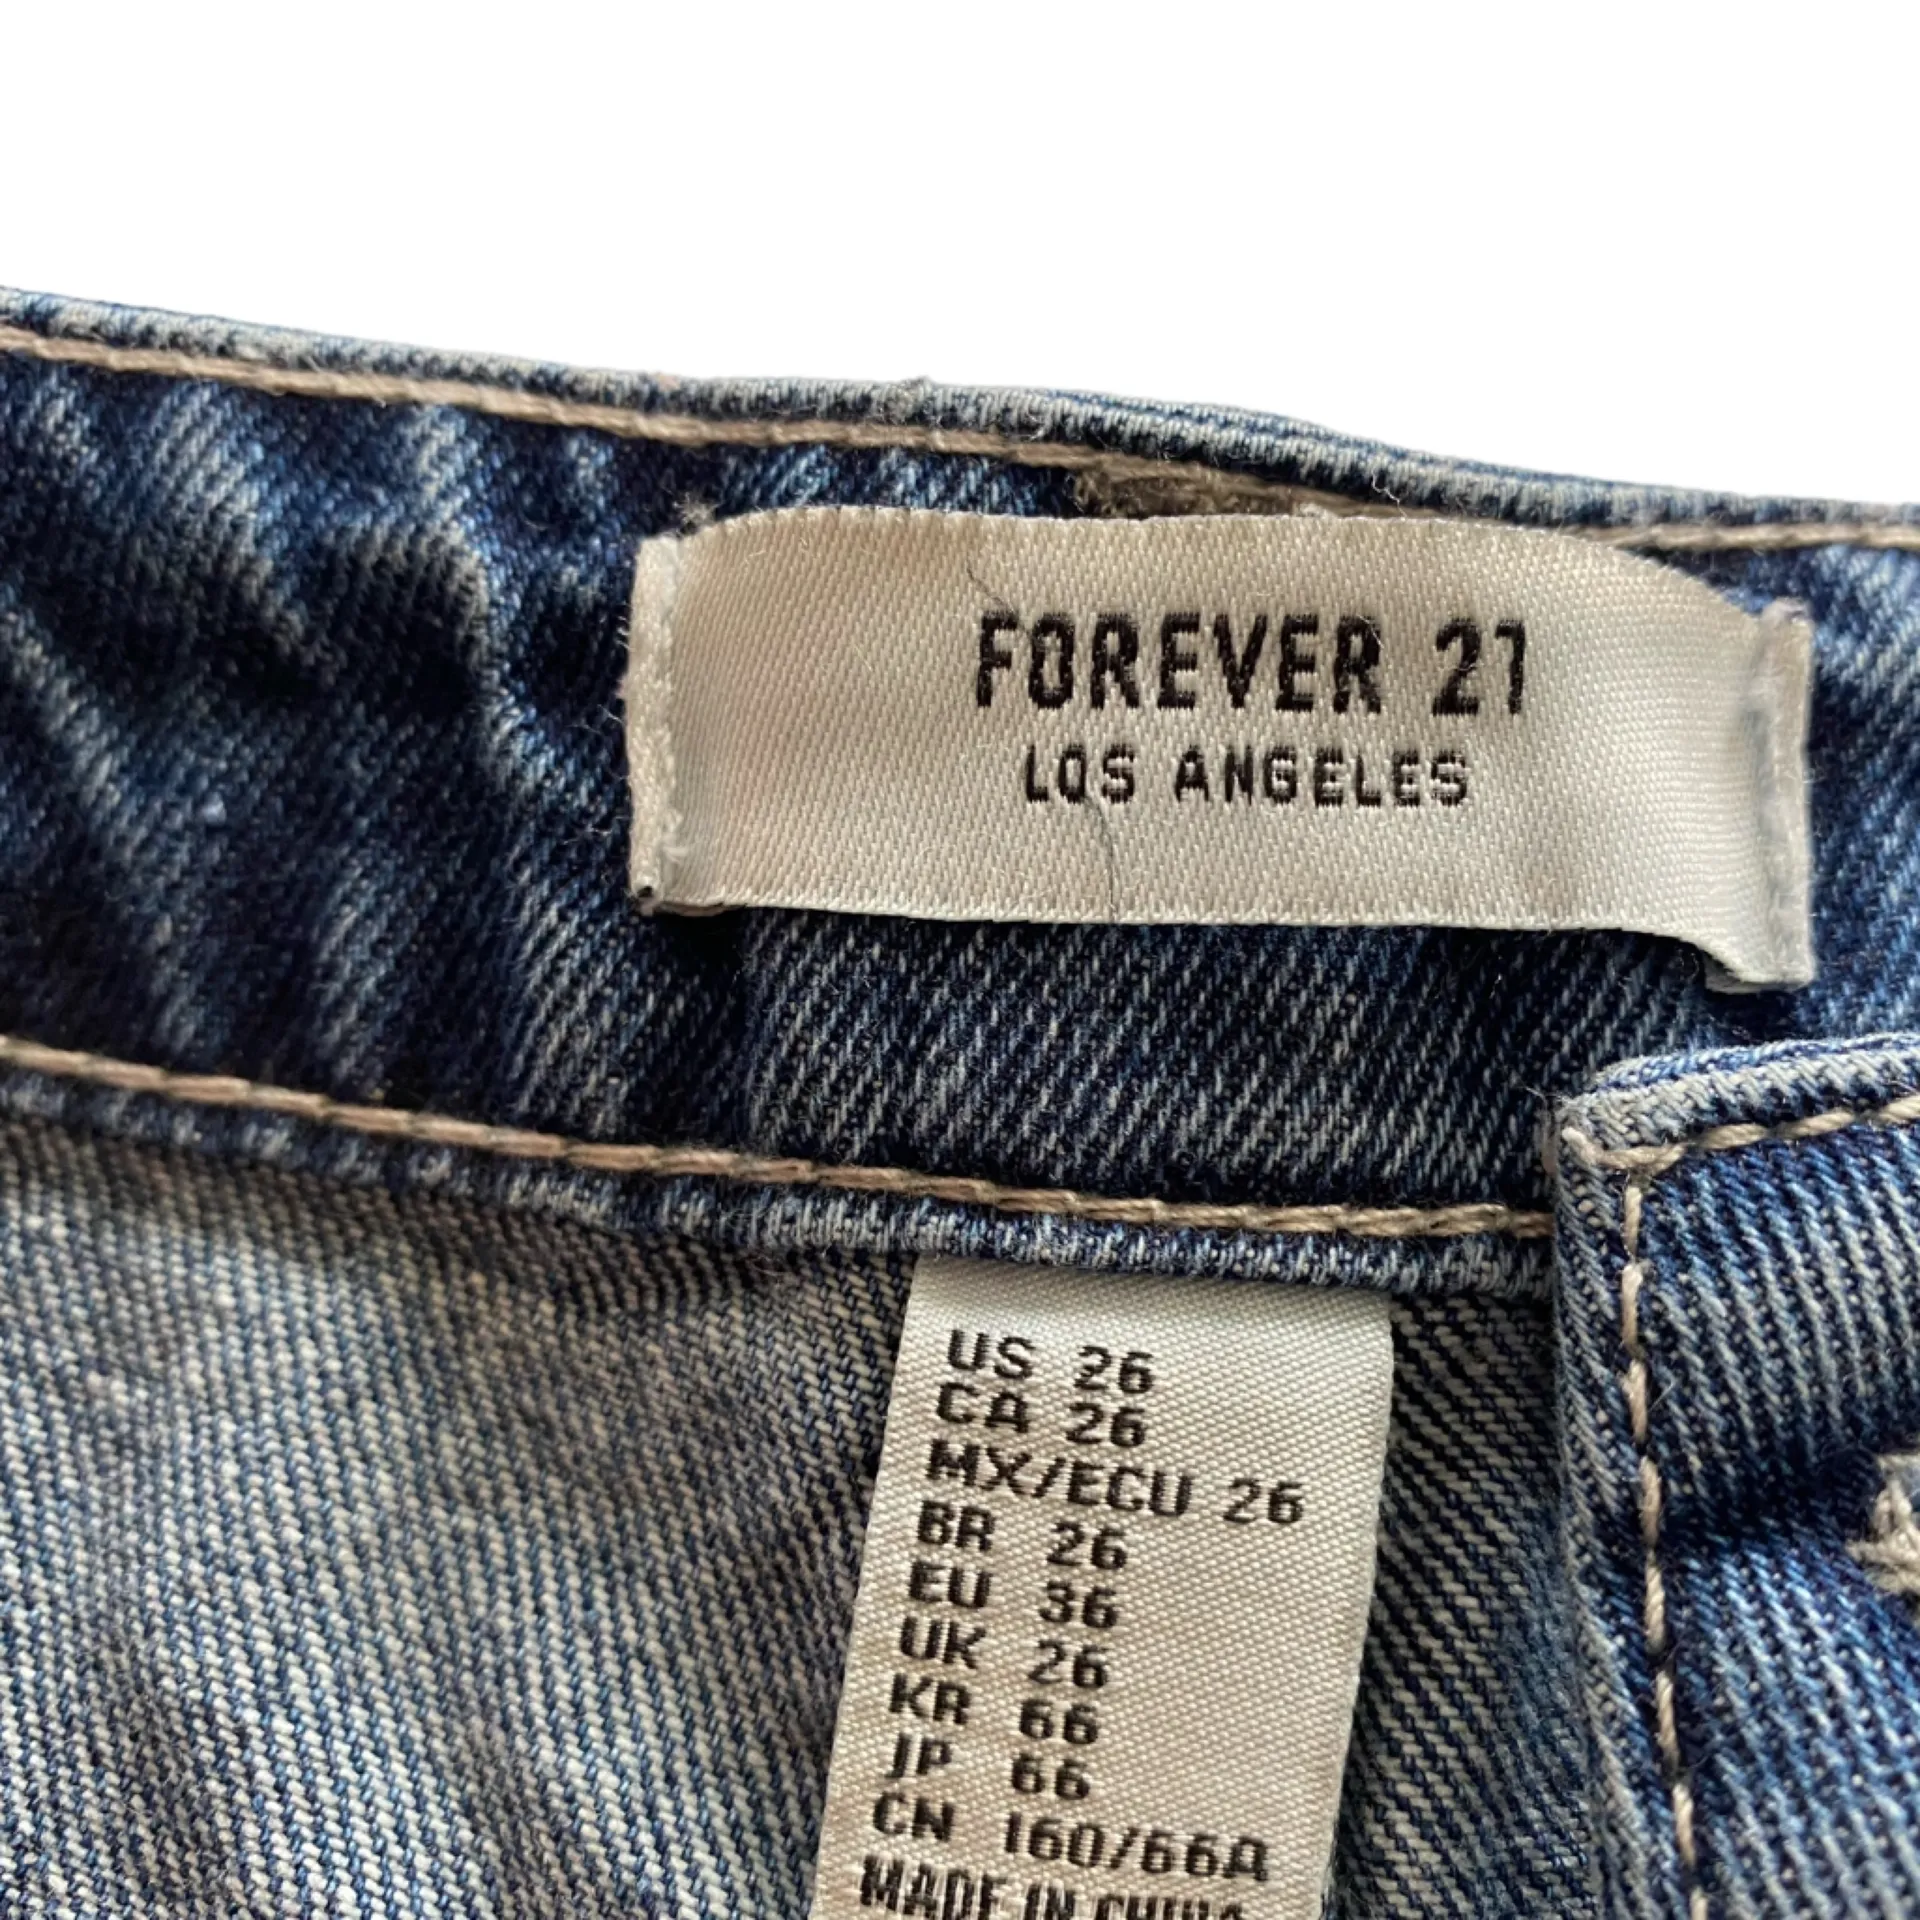 FOREVER 21
LOS ANGELES
US 26
CA 26
MX/ECU 26
BR 26
EU 36
UK 26
KR 66
JP 66
CN 160/66A
MADE IN CHINA